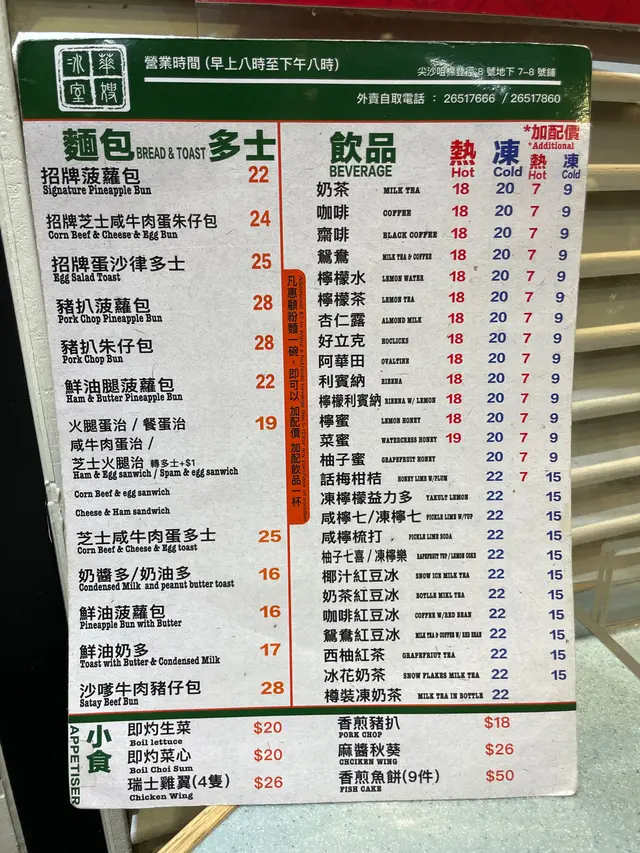 華嫂冰室
營業時間 (早上八時至下午八時)
尖沙咀棉登徑 8 號地下 7–8 號鋪
外賣自取電話 : 26517666 / 26517860
麵包 BREAD & TOAST 多士
招牌菠蘿包 22
Signature Pineapple Bun
招牌芝士咸牛肉蛋朱仔包 24
Corn Beef & Cheese & Egg Bun
招牌蛋沙律多士 25
Egg Salad Toast
豬扒菠蘿包 28
Pork Chop Pineapple Bun
豬扒朱仔包 28
Pork Chop Bun
鮮油腿菠蘿包 22
Ham & Butter Pineapple Bun
火腿蛋治 / 餐蛋治 19
咸牛肉蛋治 /
芝士火腿治 轉多士+$1
Ham & Egg sanwich / Spam & egg sanwich
Corn Beef & egg sanwich
Cheese & Ham sandwich
芝士咸牛肉蛋多士 25
Corn Beef & Cheese & Egg toast
奶醬多/奶油多 16
Condensed Milk and peanut butter toast
鮮油菠蘿包 16
Pineapple Bun with Butter
鮮油奶多 17
Toast with Butter & Condensed Milk
沙嗲牛肉豬仔包 28
Satay Beef Bun
凡惠顧粉麵一碗,即可以 加配價 加配飲品一杯
飲品
BEVERAGE
熱 Hot
凍 Cold
*加配價
*Additional
熱 Hot
凍 Cold
奶茶 MILK TEA 18 20 7 9
咖啡 COFFEE 18 20 7 9
齋啡 BLACK COFFEE 18 20 7 9
鴛鴦 MILK TEA & COFFEE 18 20 7 9
檸檬水 LEMON WATER 18 20 7 9
檸檬茶 LEMON TEA 18 20 7 9
杏仁露 ALMOND MILK 18 20 7 9
好立克 HOCLICKS 18 20 7 9
阿華田 OVALTINE 18 20 7 9
利賓納 RIBENA 18 20 7 9
檸檬利賓納 RIBENA W/ LEMON 18 20 7 9
檸蜜 LEMON HONEY 18 20 7 9
菜蜜 WATERCRESS HONEY 19 20 7 9
柚子蜜 GRAPEFRUIT HONEY 20 7 9
話梅柑桔 HONEY LIME W/PLUM 22 7 15
凍檸檬益力多 YAKULT LEMON 22 15
咸檸七/凍檸七 PICKLE LIME W/7UP 22 15
咸檸梳打 PICKLE LIME SODA 22 15
柚子七喜 / 凍檸樂 22 15
椰汁紅豆冰 SNOW ICE MILK TEA 22 15
奶茶紅豆冰 22 15
咖啡紅豆冰 COFFEE W/RED BEAN 22 15
鴛鴦紅豆冰 MILK TEA & COFFEE W/ RED BEAN 22 15
西柚紅茶 GRAPEFRIUT TEA 22 15
冰花奶茶 SNOW FLAKES MILK TEA 22 15
樽裝凍奶茶 MILK TEA IN BOTTLE 22
小食
APPETISER
即灼生菜 $20
Boil lettuce
即灼菜心 $20
Boil Choi Sum
瑞士雞翼(4隻) $26
Chicken Wing
香煎豬扒 $18
PORK CHOP
麻醬秋葵 $26
CHCIKEN WING
香煎魚餅(9件) $50
FISH CAKE